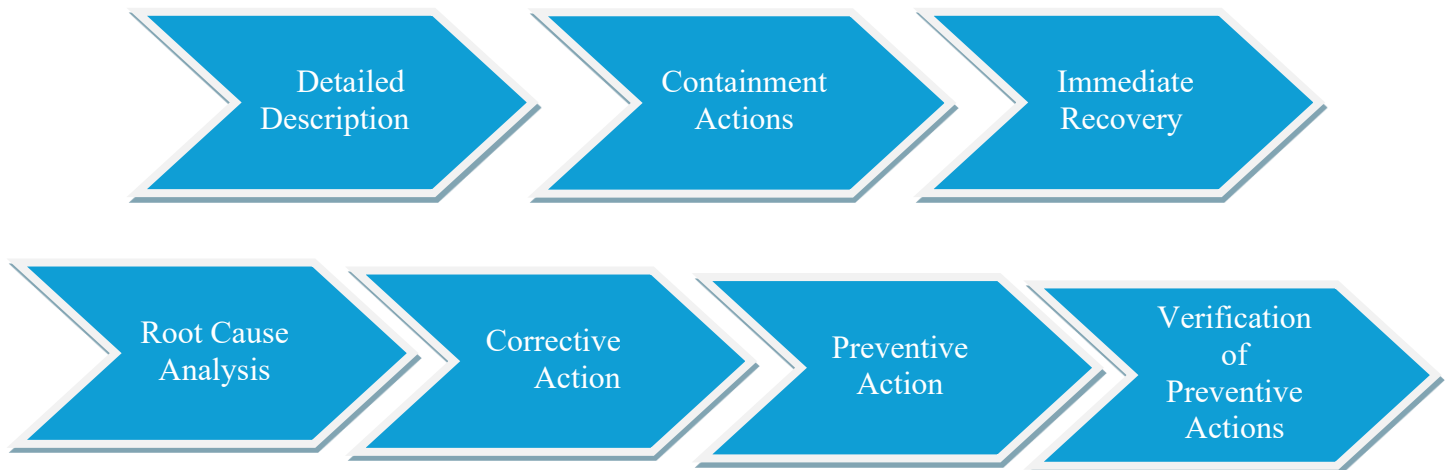 Detailed
Description
Containment
Actions
Immediate
Recovery
Root Cause
Analysis
Corrective
Action
Preventive
Action
Verification
of
Preventive
Actions